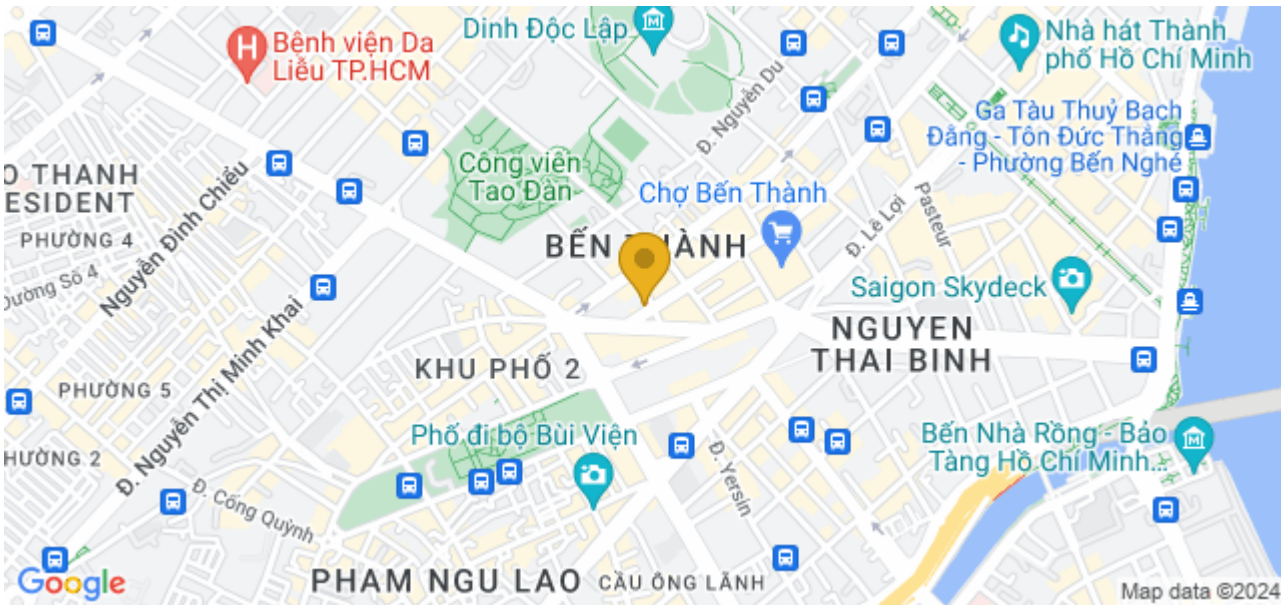 Bệnh viện Da
Liễu TP.HCM
Dinh Độc Lập
Nhà hát Thành
phố Hồ Chí Minh
Đ. Nguyễn Du
Ga Tàu Thuỷ Bạch
Đằng - Tôn Đức Thắng
- Phường Bến Nghé
O THANH
ESIDENT
PHƯỜNG 4
Đường Số 4
Nguyễn Đình Chiểu
Công viên
Tao Đàn
Chợ Bến Thành
BẾN THÀNH
Pasteur
Đ. Lê Lợi
Saigon Skydeck
NGUYEN
THAI BINH
KHU PHỐ 2
PHƯỜNG 5
Đ. Nguyễn Thị Minh Khai
HƯỜNG 2
Đ. Cống Quỳnh
Phố đi bộ Bùi Viện
Đ. Yersin
Bến Nhà Rồng - Bảo
Tàng Hồ Chí Minh...
PHAM NGU LAO
CẦU ÔNG LÃNH
Google
Map data ©2024